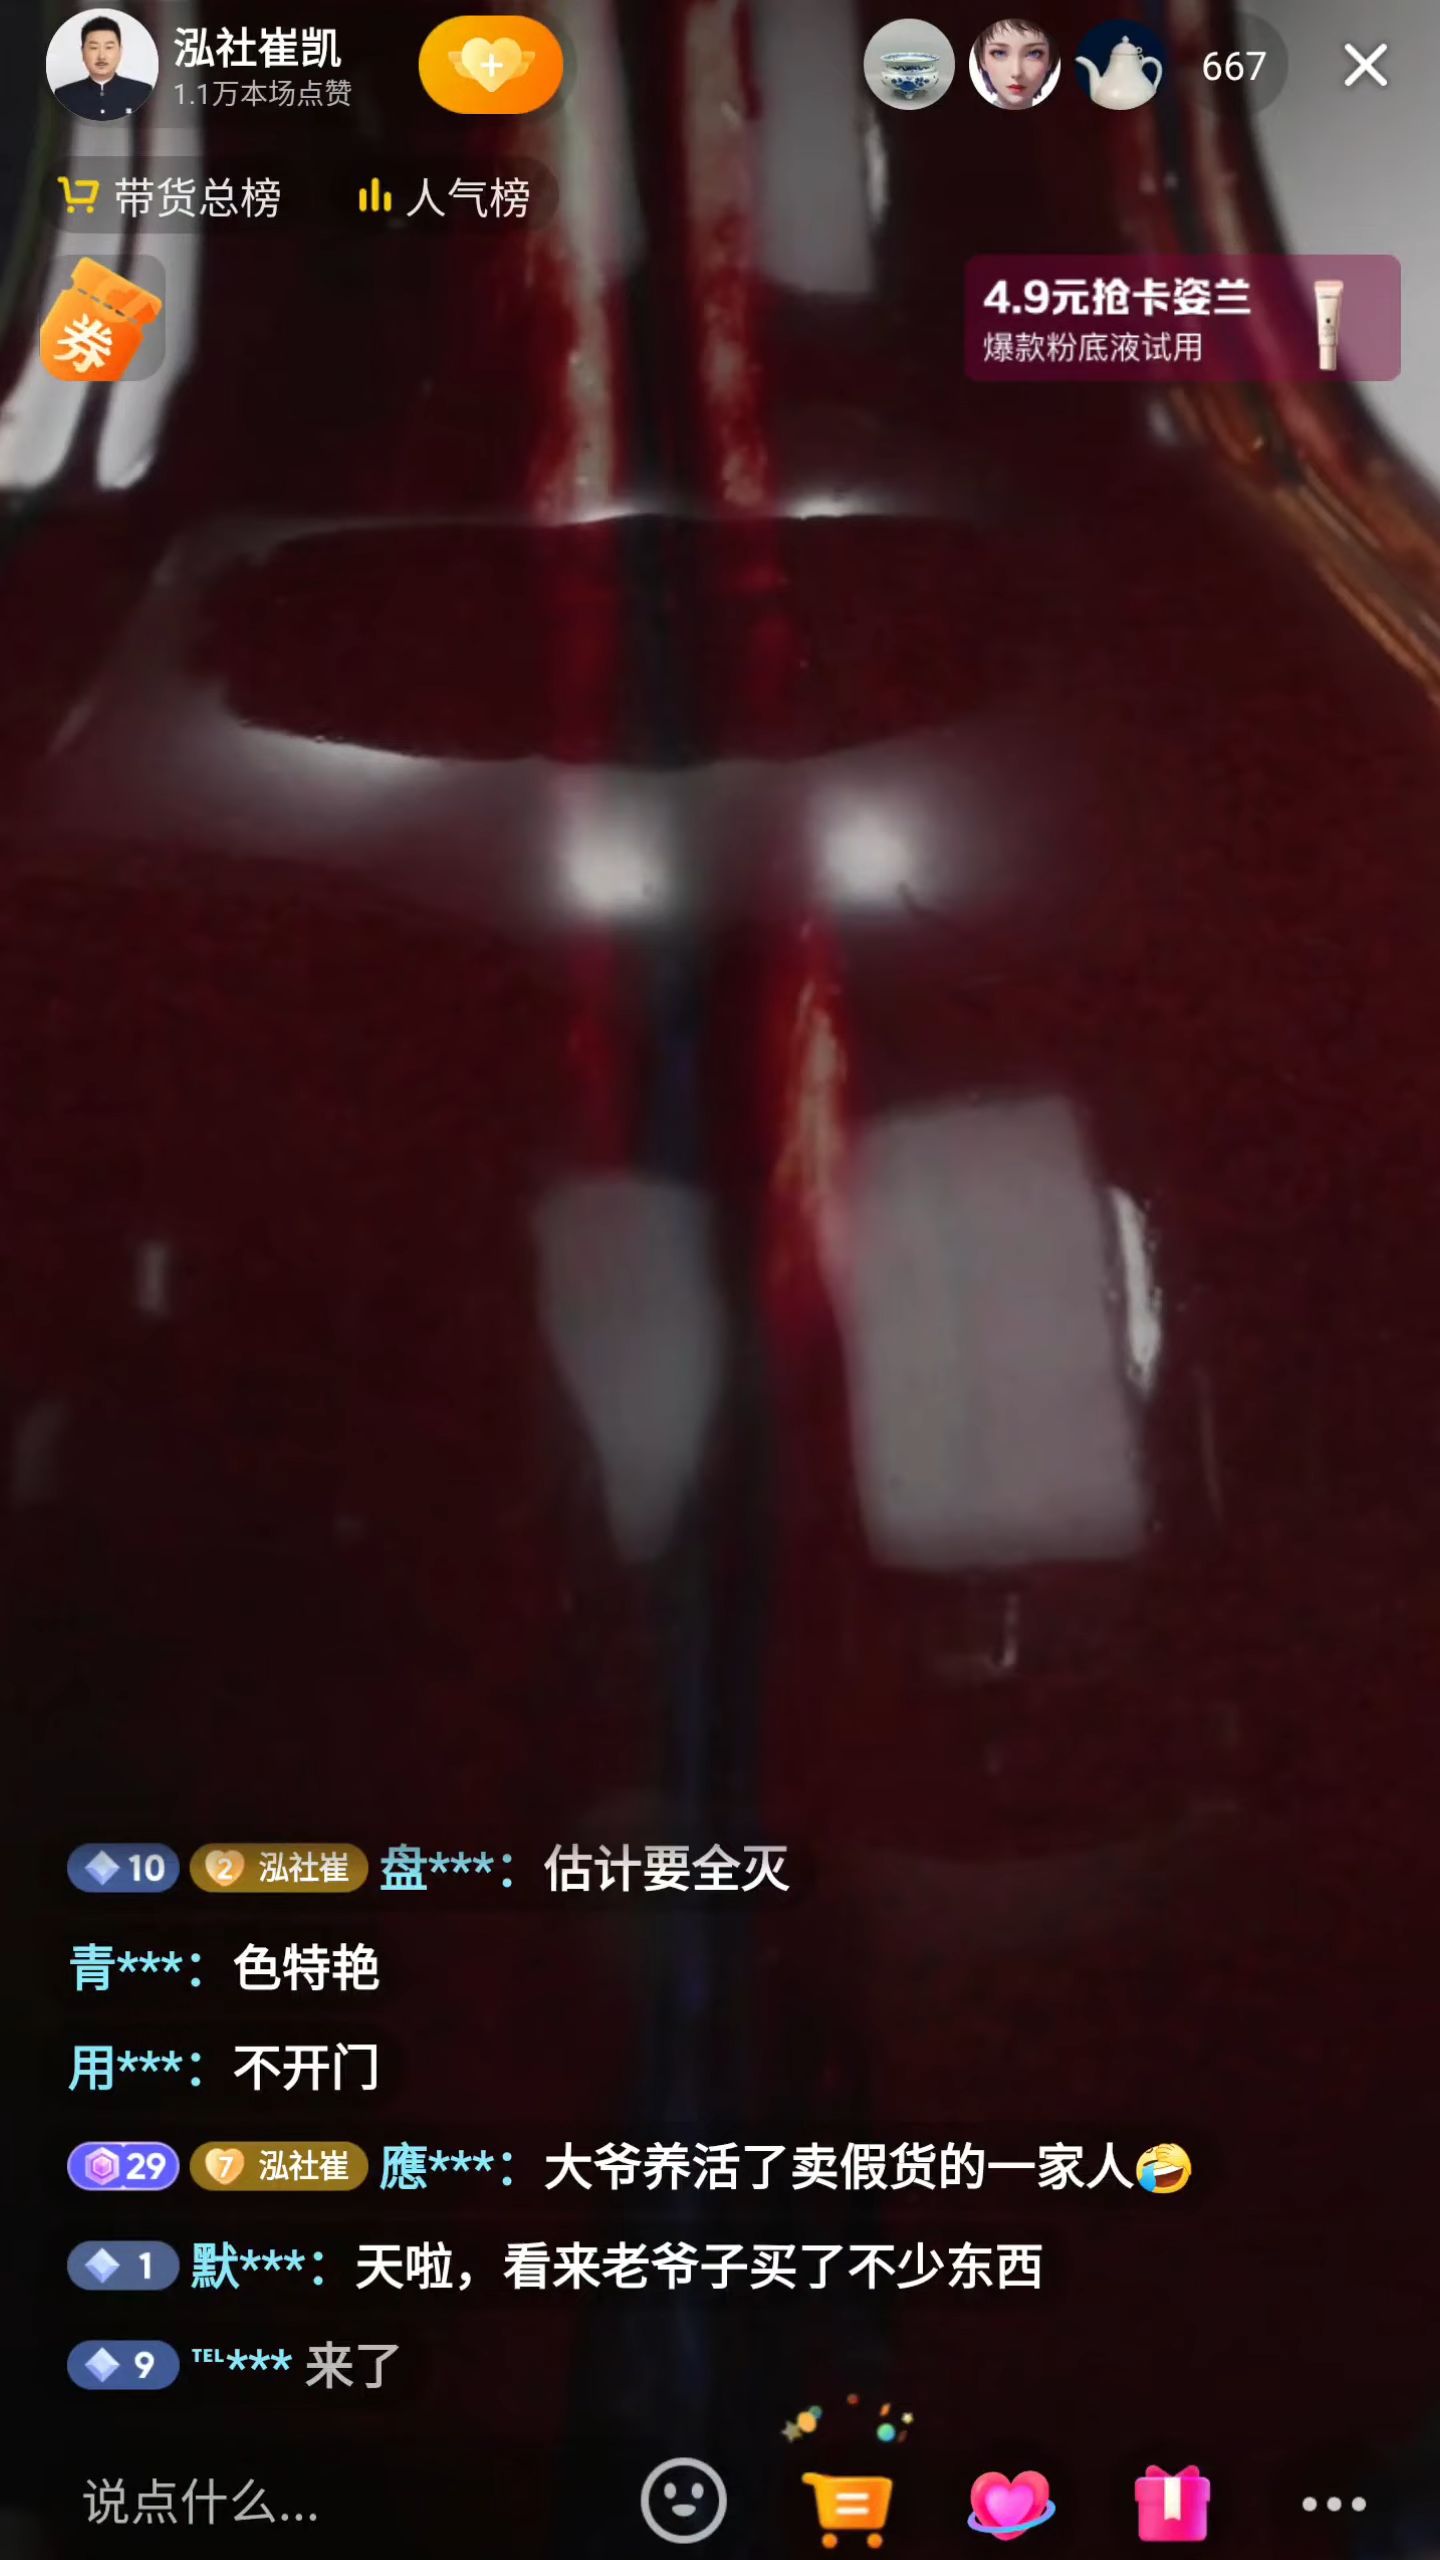 泓社崔凯
1.1万本场点赞
667
带货总榜
人气榜
券
4.9元抢卡姿兰
爆款粉底液试用
10 2 泓社崔 盘***：估计要全灭
青***：色特艳
用***：不开门
29 7 泓社崔 應***：大爷养活了卖假货的一家人
1 默***：天啦，看来老爷子买了不少东西
9 ℡*** 来了
说点什么...